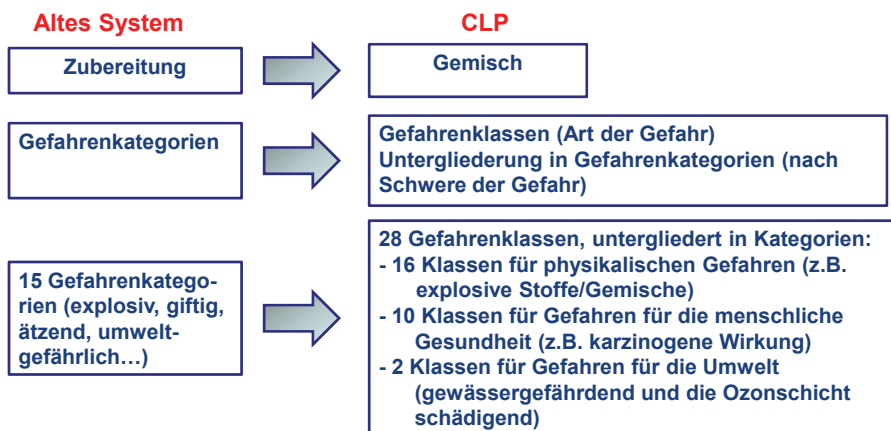 Altes System
CLP
Zubereitung
Gemisch
Gefahrenkategorien
Gefahrenklassen (Art der Gefahr)
Untergliederung in Gefahrenkategorien (nach
Schwere der Gefahr)
15 Gefahrenkatego-
rien (explosiv, giftig,
ätzend, umwelt-
gefährlich…)
28 Gefahrenklassen, untergliedert in Kategorien:
- 16 Klassen für physikalischen Gefahren (z.B.
explosive Stoffe/Gemische)
- 10 Klassen für Gefahren für die menschliche
Gesundheit (z.B. karzinogene Wirkung)
- 2 Klassen für Gefahren für die Umwelt
(gewässergefährdend und die Ozonschicht
schädigend)